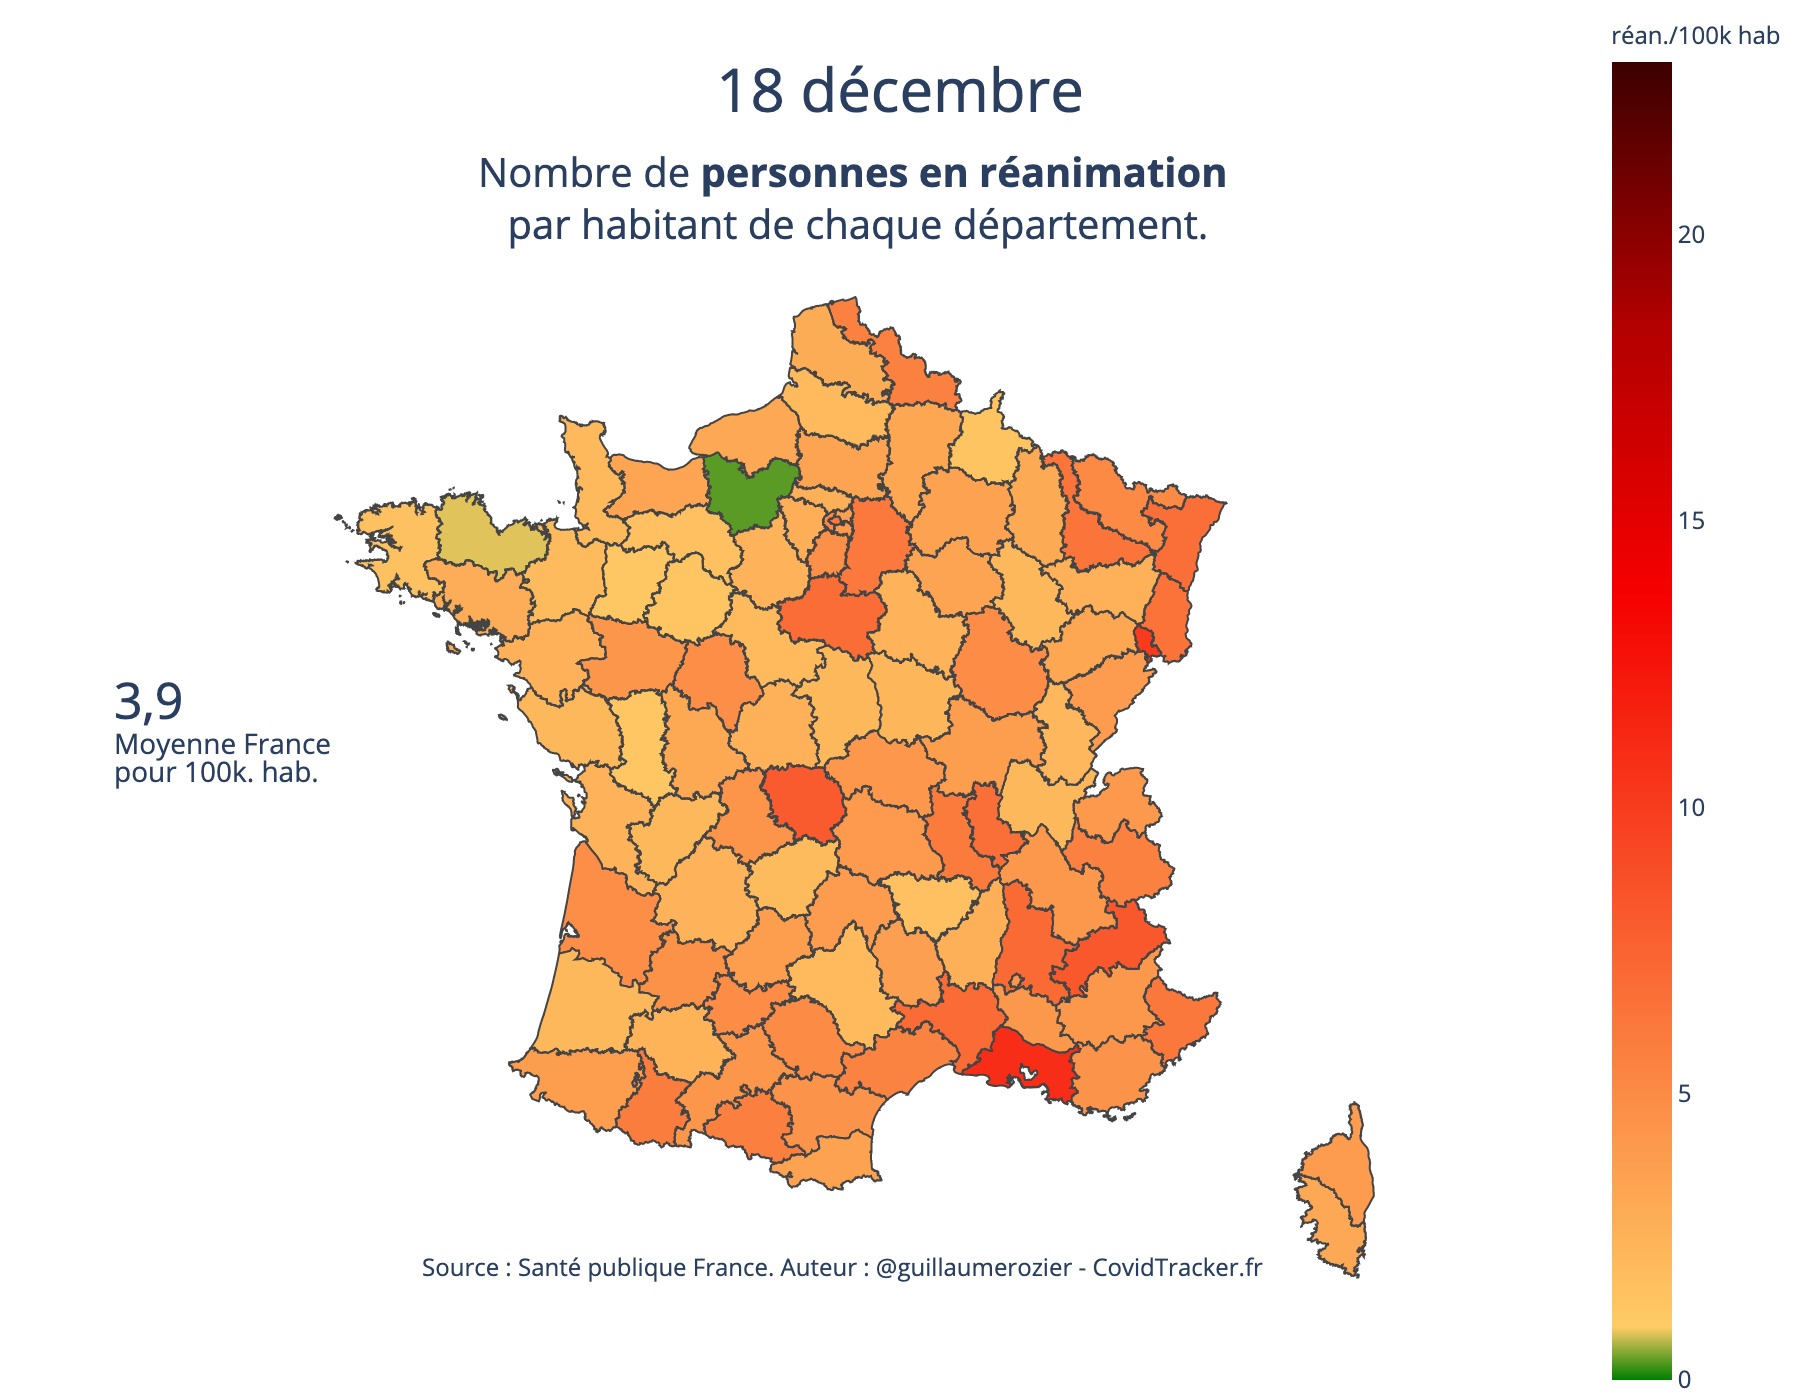 réan./100k hab
18 décembre
Nombre de personnes en réanimation
par habitant de chaque département.
20
15
3,9
Moyenne France
pour 100k. hab.
10
5
Source : Santé publique France. Auteur : @guillaumerozier - CovidTracker.fr
0